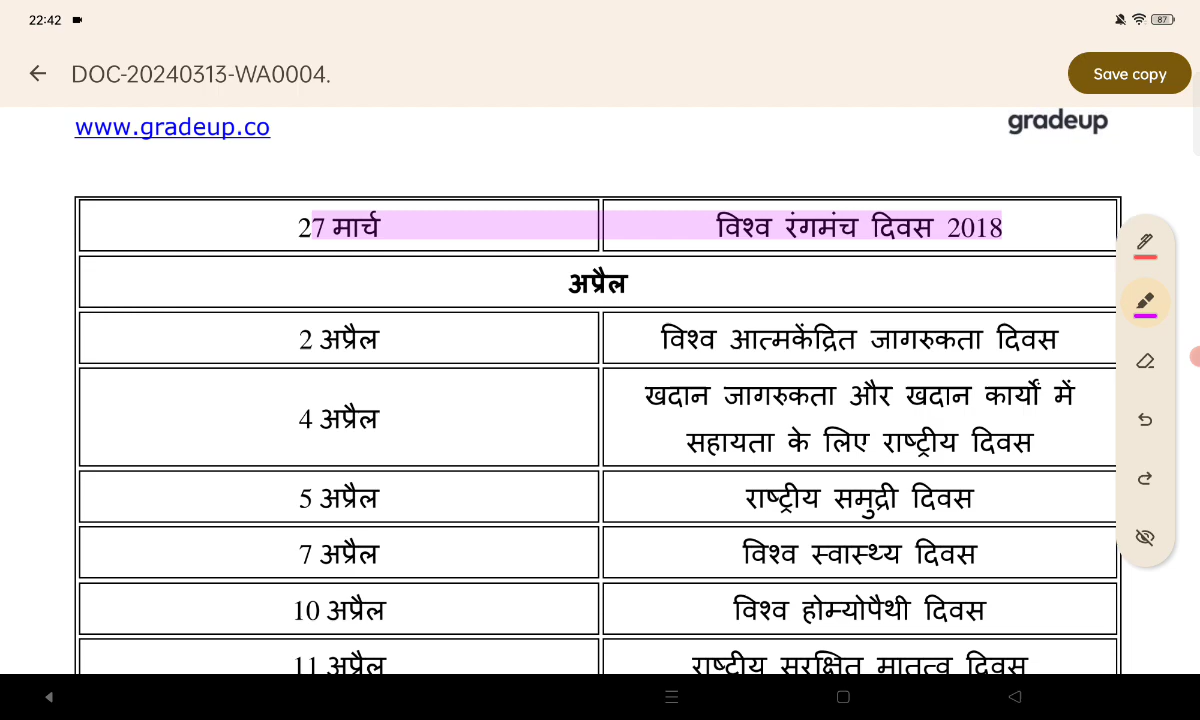 22:42
87
DOC-20240313-WA0004.
Save copy
www.gradeup.co
gradeup
27 मार्च विश्व रंगमंच दिवस 2018
अप्रैल
2 अप्रैल विश्व आत्मकेंद्रित जागरुकता दिवस
4 अप्रैल खदान जागरुकता और खदान कार्यों में
सहायता के लिए राष्ट्रीय दिवस
5 अप्रैल राष्ट्रीय समुद्री दिवस
7 अप्रैल विश्व स्वास्थ्य दिवस
10 अप्रैल विश्व होम्योपैथी दिवस
11 अप्रैल राष्ट्रीय सुरक्षित मातृत्व दिवस